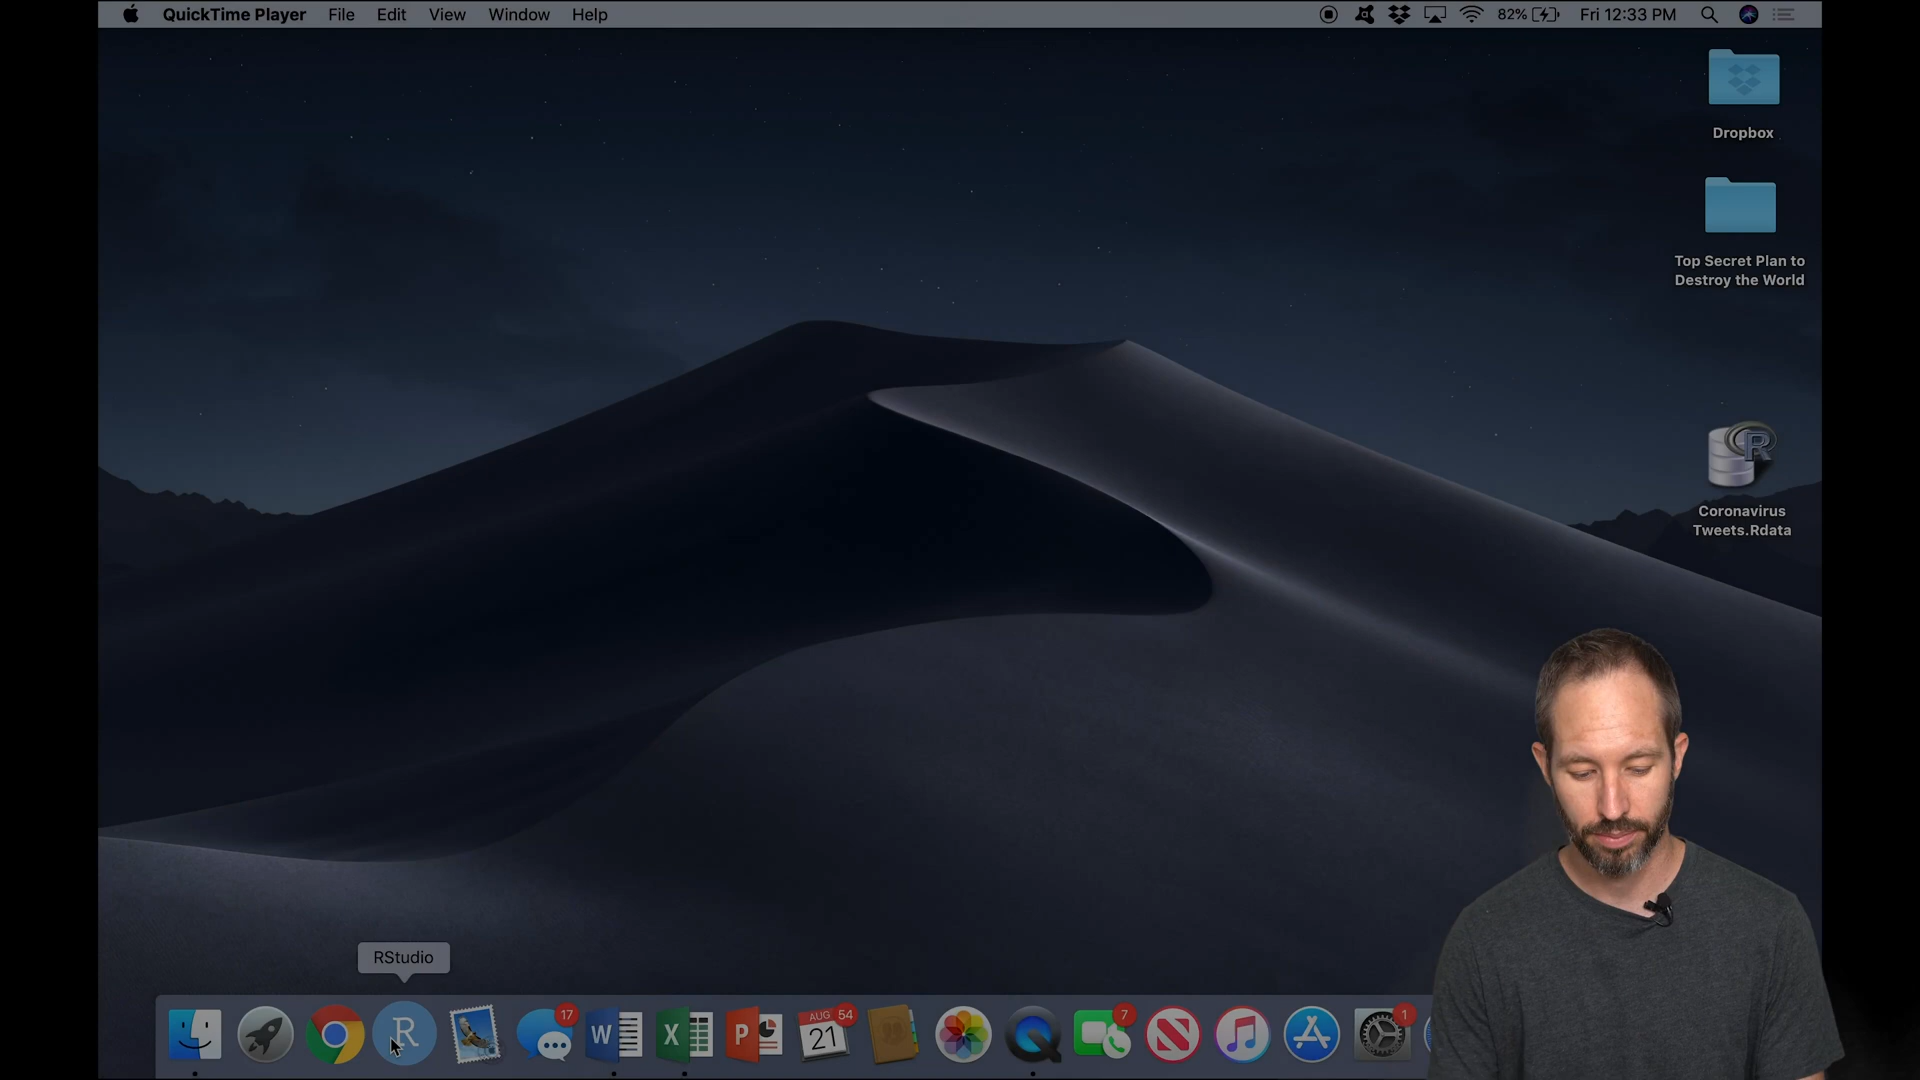 QuickTime Player File Edit View Window Help 82% Fri 12:33 PM
Dropbox
Top Secret Plan to
Destroy the World
R
Coronavirus
Tweets.Rdata
RStudio
R
17
W
X
P
AUG 54
21
7
1